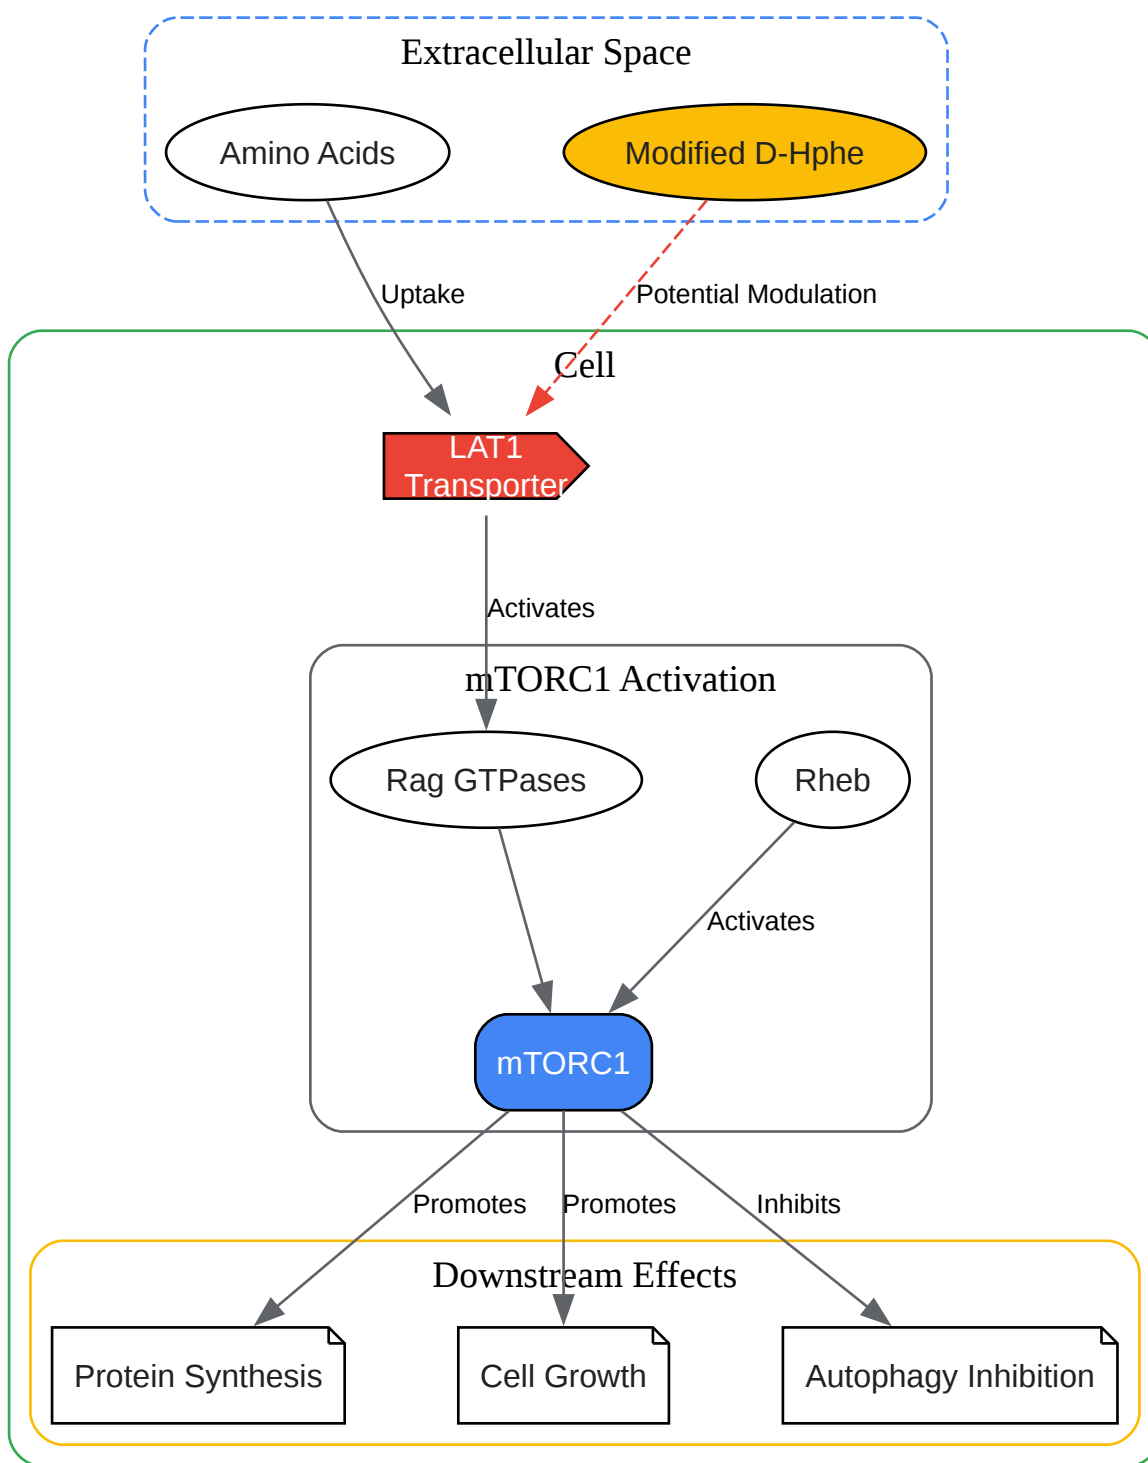 Extracellular Space
Amino Acids
Modified D-Hphe
Uptake
Potential Modulation
Cell
LAT1
Transporter
Activates
mTORC1 Activation
Rag GTPases
Rheb
Activates
mTORC1
Promotes
Promotes
Inhibits
Downstream Effects
Protein Synthesis
Cell Growth
Autophagy Inhibition